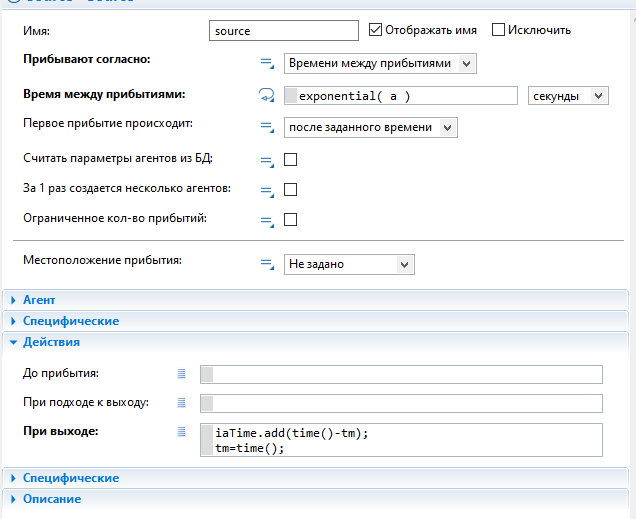 Имя: source Отображать имя Исключить
Прибывают согласно: Времени между прибытиями
Время между прибытиями: exponential( a ) секунды
Первое прибытие происходит: после заданного времени
Считать параметры агентов из БД:
За 1 раз создается несколько агентов:
Ограниченное кол-во прибытий:
Местоположение прибытия: Не задано
Агент
Специфические
Действия
До прибытия:
При подходе к выходу:
При выходе: iaTime.add(time()-tm);
tm=time();
Специфические
Описание